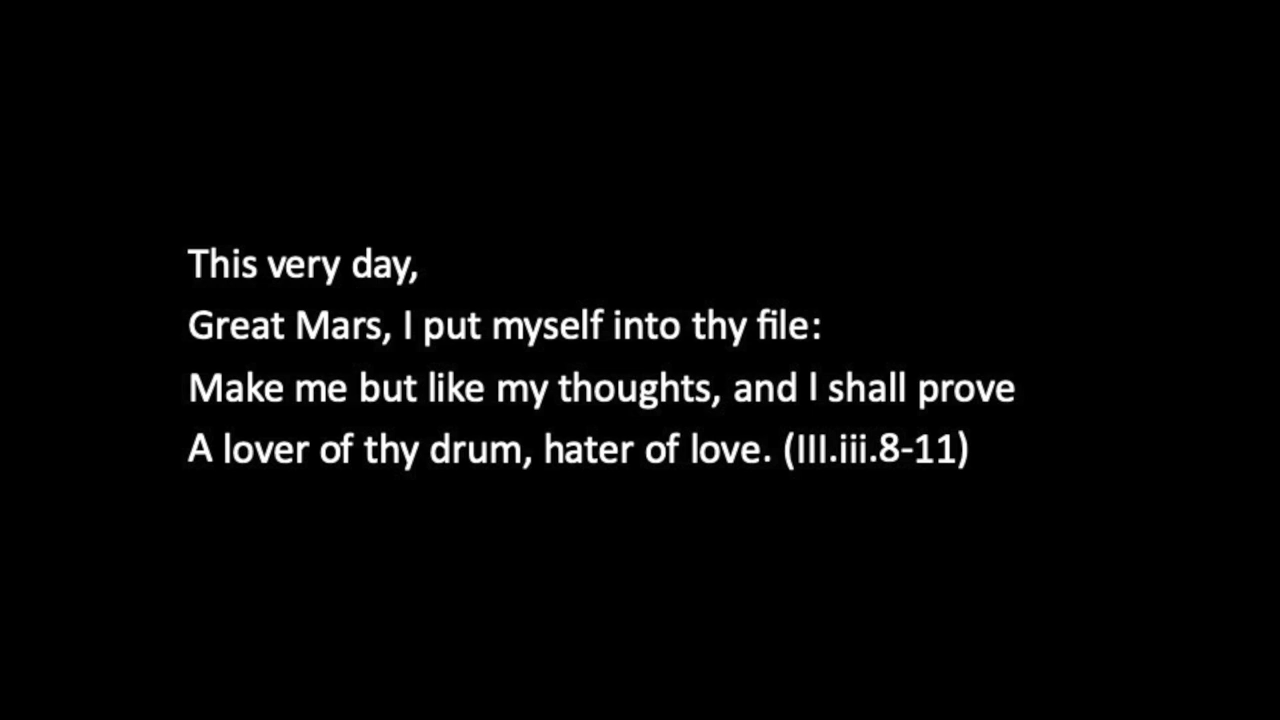 This very day,
Great Mars, I put myself into thy file:
Make me but like my thoughts, and I shall prove
A lover of thy drum, hater of love. (III.iii.8-11)